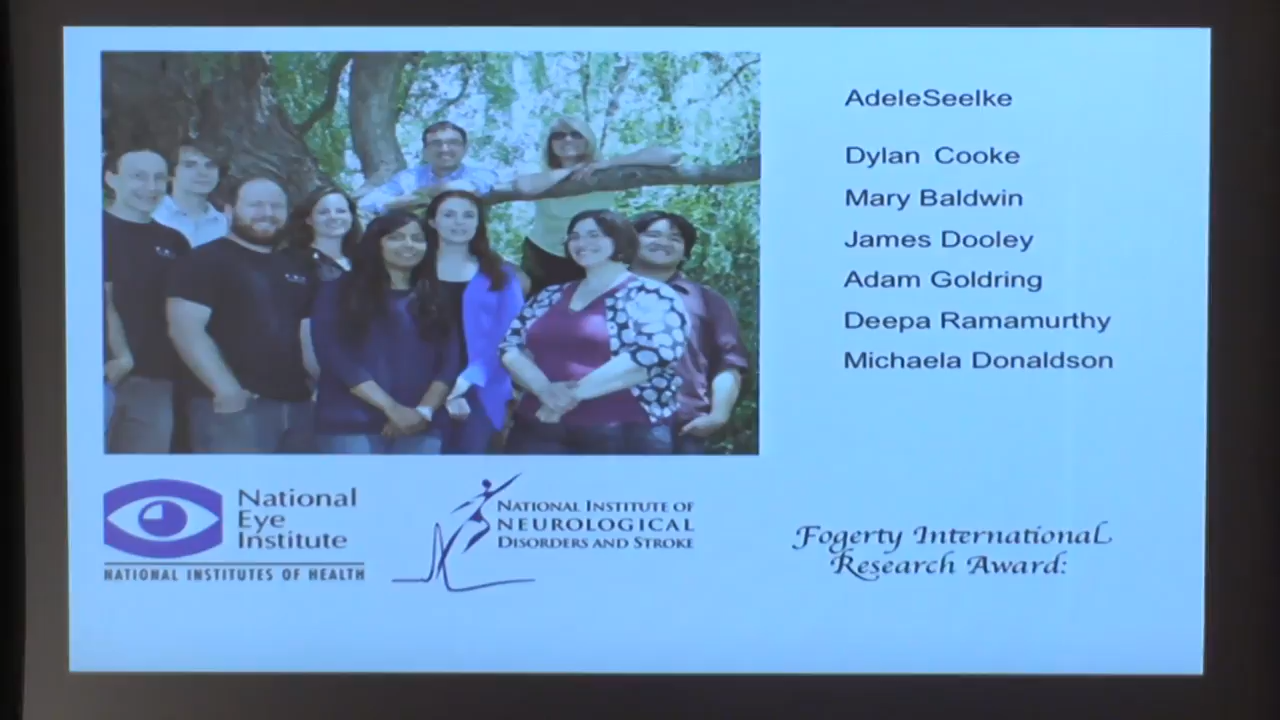 AdeleSeelke
Dylan Cooke
Mary Baldwin
James Dooley
Adam Goldring
Deepa Ramamurthy
Michaela Donaldson
National
Eye
Institute
NATIONAL INSTITUTES OF HEALTH
NATIONAL INSTITUTE OF
NEUROLOGICAL
DISORDERS AND STROKE
Fogerty International
Research Award: